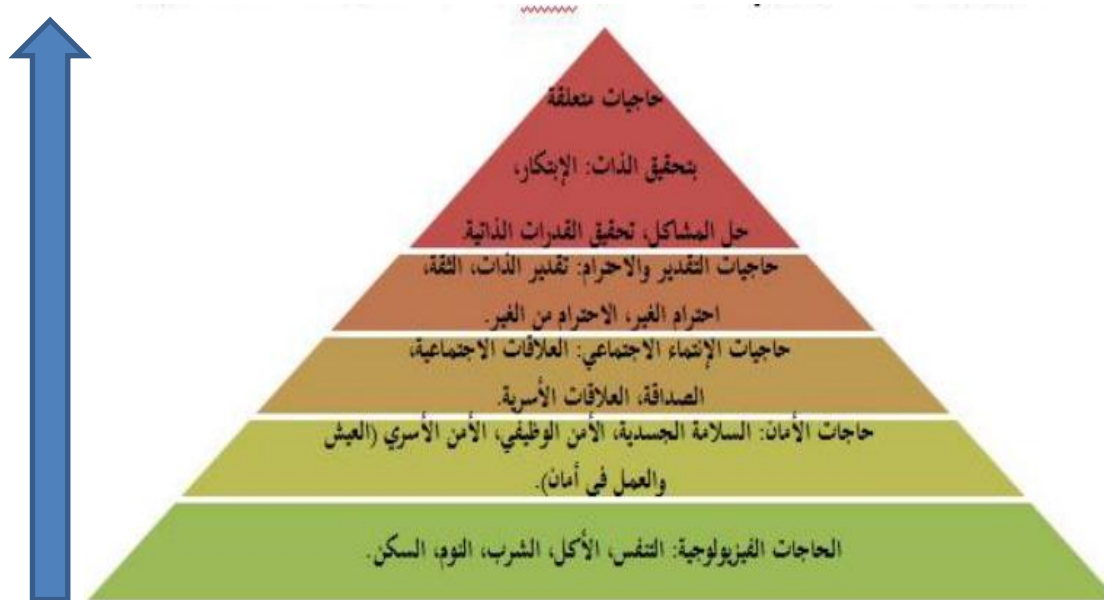 حاجيات متعلقة
بتحقيق الذات: الإبتكار،
حل المشاكل، تحقيق القدرات الذاتية.
حاجيات التقدير والاحترام: تقدير الذات، الثقة،
احترام الغير، الاحترام من الغير.
حاجيات الإنتماء الاجتماعي: العلاقات الاجتماعية،
الصداقة، العلاقات الأسرية.
حاجات الأمان: السلامة الجسدية، الأمن الوظيفي، الأمن الأسري (العيش
والعمل في أمان).
الحاجات الفيزيولوجية: التنفس، الأكل، الشرب، النوم، السكن.